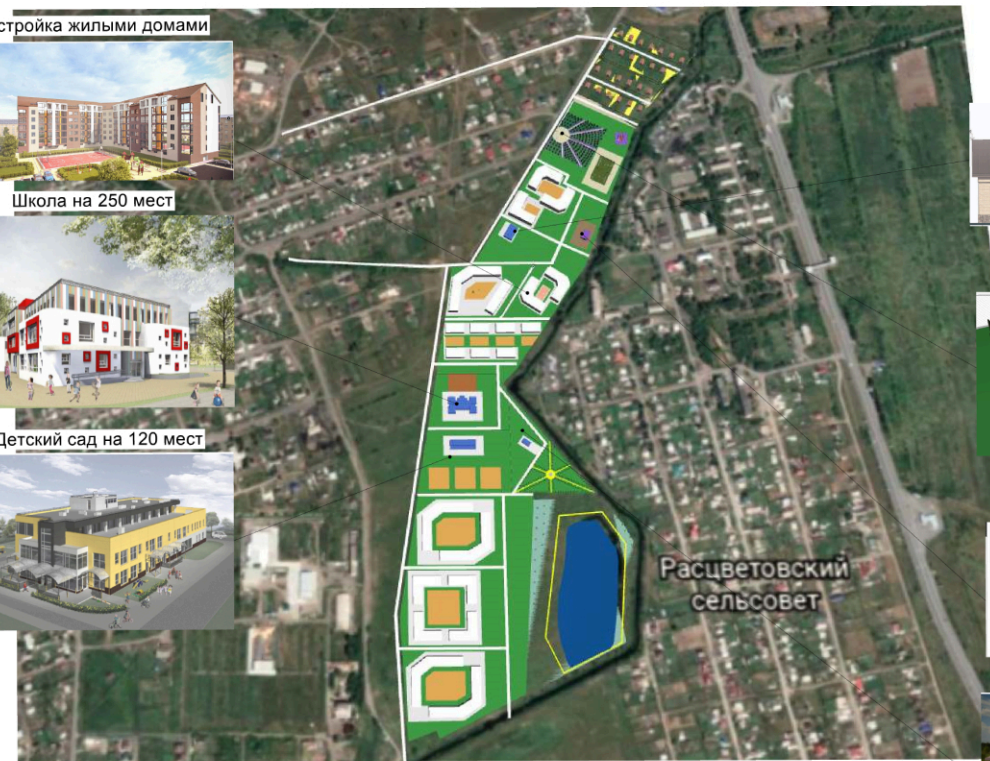 стройка жилыми домами
Школа на 250 мест
Детский сад на 120 мест
Расцветовский
сельсовет